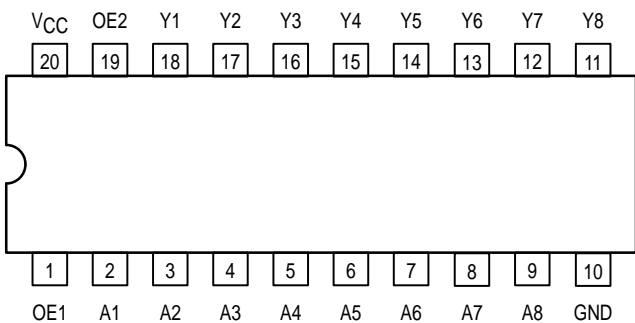 VCC OE2 Y1 Y2 Y3 Y4 Y5 Y6 Y7 Y8
20 19 18 17 16 15 14 13 12 11
1 2 3 4 5 6 7 8 9 10
OE1 A1 A2 A3 A4 A5 A6 A7 A8 GND